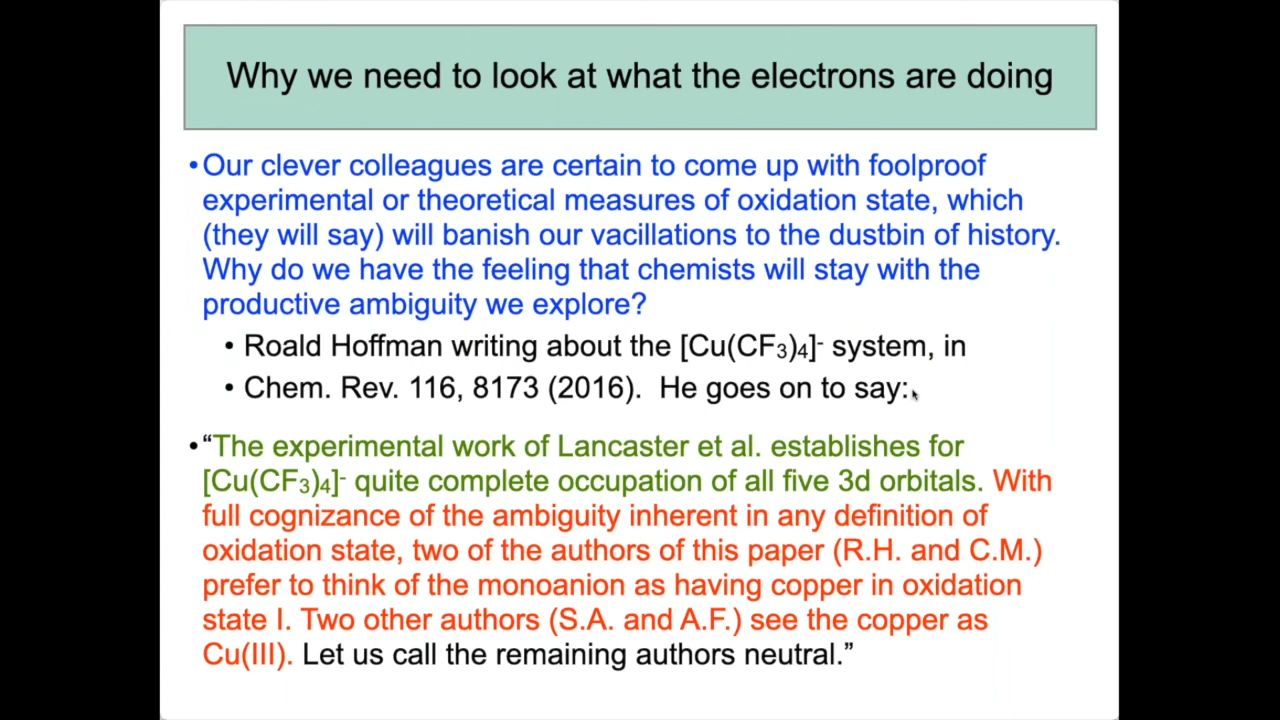 Why we need to look at what the electrons are doing
•Our clever colleagues are certain to come up with foolproof
experimental or theoretical measures of oxidation state, which
(they will say) will banish our vacillations to the dustbin of history.
Why do we have the feeling that chemists will stay with the
productive ambiguity we explore?
• Roald Hoffman writing about the [Cu(CF₃)₄]⁻ system, in
• Chem. Rev. 116, 8173 (2016). He goes on to say:
•“The experimental work of Lancaster et al. establishes for
[Cu(CF₃)₄]⁻ quite complete occupation of all five 3d orbitals. With
full cognizance of the ambiguity inherent in any definition of
oxidation state, two of the authors of this paper (R.H. and C.M.)
prefer to think of the monoanion as having copper in oxidation
state I. Two other authors (S.A. and A.F.) see the copper as
Cu(III). Let us call the remaining authors neutral.”